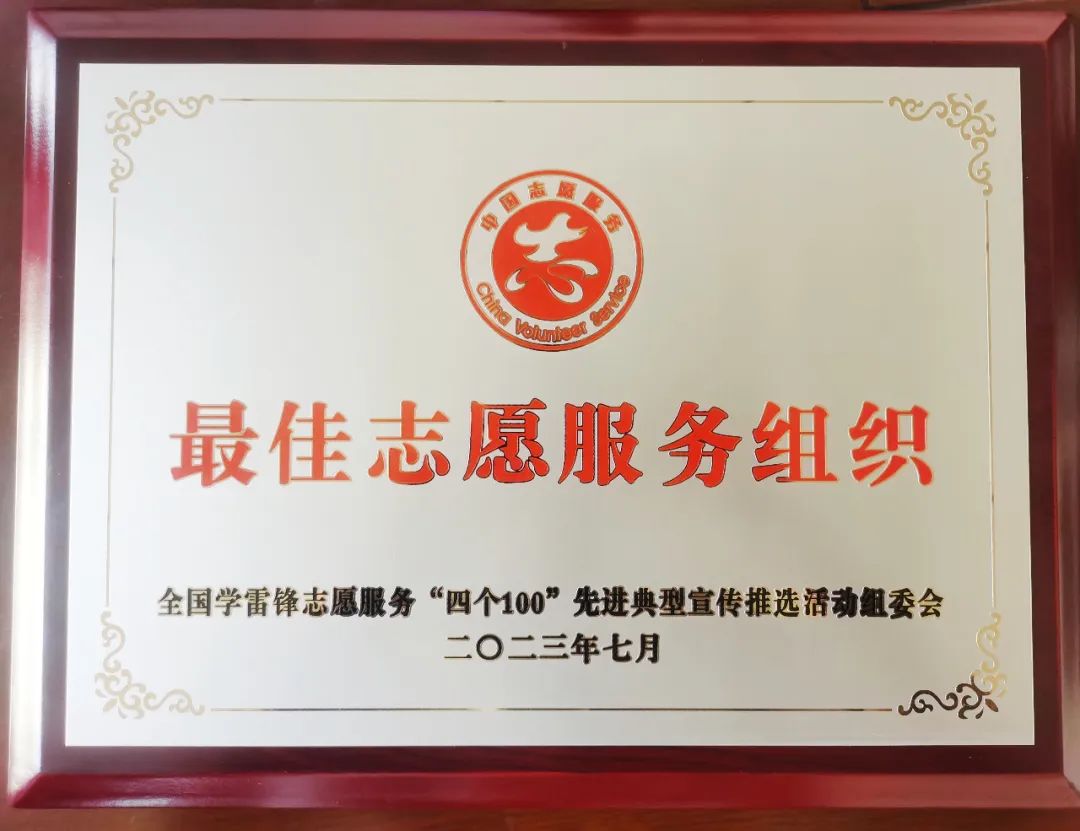 中国志愿服务
志
China Volunteer Service
最佳志愿服务组织
全国学雷锋志愿服务“四个100”先进典型宣传推选活动组委会
二〇二三年七月